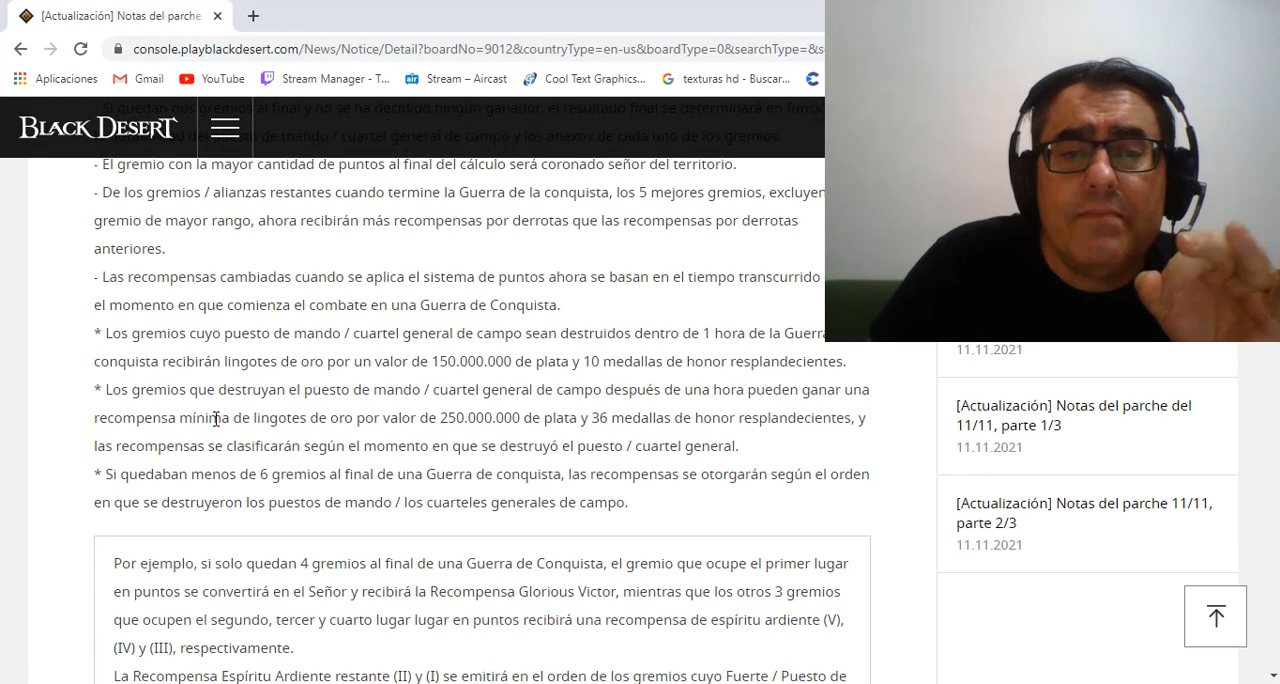 [Actualización] Notas del parche
console.playblackdesert.com/News/Notice/Detail?boardNo=9012&countryType=en-us&boardType=0&searchType=&s
Aplicaciones Gmail YouTube Stream Manager - T... Stream – Aircast Cool Text Graphics... texturas hd - Buscar...
Si quedan dos gremios al final y no se ha decidido ningún ganador, el resultado final se determinará en
BLACK DESERT
de mando / cuartel general de campo y los anexos de cada uno de los gremios.
- El gremio con la mayor cantidad de puntos al final del cálculo será coronado señor del territorio.
- De los gremios / alianzas restantes cuando termine la Guerra de la conquista, los 5 mejores gremios, excluyen
gremio de mayor rango, ahora recibirán más recompensas por derrotas que las recompensas por derrotas
anteriores.
- Las recompensas cambiadas cuando se aplica el sistema de puntos ahora se basan en el tiempo transcurrido
el momento en que comienza el combate en una Guerra de Conquista.
* Los gremios cuyo puesto de mando / cuartel general de campo sean destruidos dentro de 1 hora de la Guerra
conquista recibirán lingotes de oro por un valor de 150.000.000 de plata y 10 medallas de honor resplandecientes.
* Los gremios que destruyan el puesto de mando / cuartel general de campo después de una hora pueden ganar una
recompensa mínima de lingotes de oro por valor de 250.000.000 de plata y 36 medallas de honor resplandecientes, y
las recompensas se clasificarán según el momento en que se destruyó el puesto / cuartel general.
* Si quedaban menos de 6 gremios al final de una Guerra de conquista, las recompensas se otorgarán según el orden
en que se destruyeron los puestos de mando / los cuarteles generales de campo.
Por ejemplo, si solo quedan 4 gremios al final de una Guerra de Conquista, el gremio que ocupe el primer lugar
en puntos se convertirá en el Señor y recibirá la Recompensa Glorious Victor, mientras que los otros 3 gremios
que ocupen el segundo, tercer y cuarto lugar lugar en puntos recibirá una recompensa de espíritu ardiente (V),
(IV) y (III), respectivamente.
La Recompensa Espíritu Ardiente restante (II) y (I) se emitirá en el orden de los gremios cuyo Fuerte / Puesto de
11.11.2021
[Actualización] Notas del parche del
11/11, parte 1/3
11.11.2021
[Actualización] Notas del parche 11/11,
parte 2/3
11.11.2021